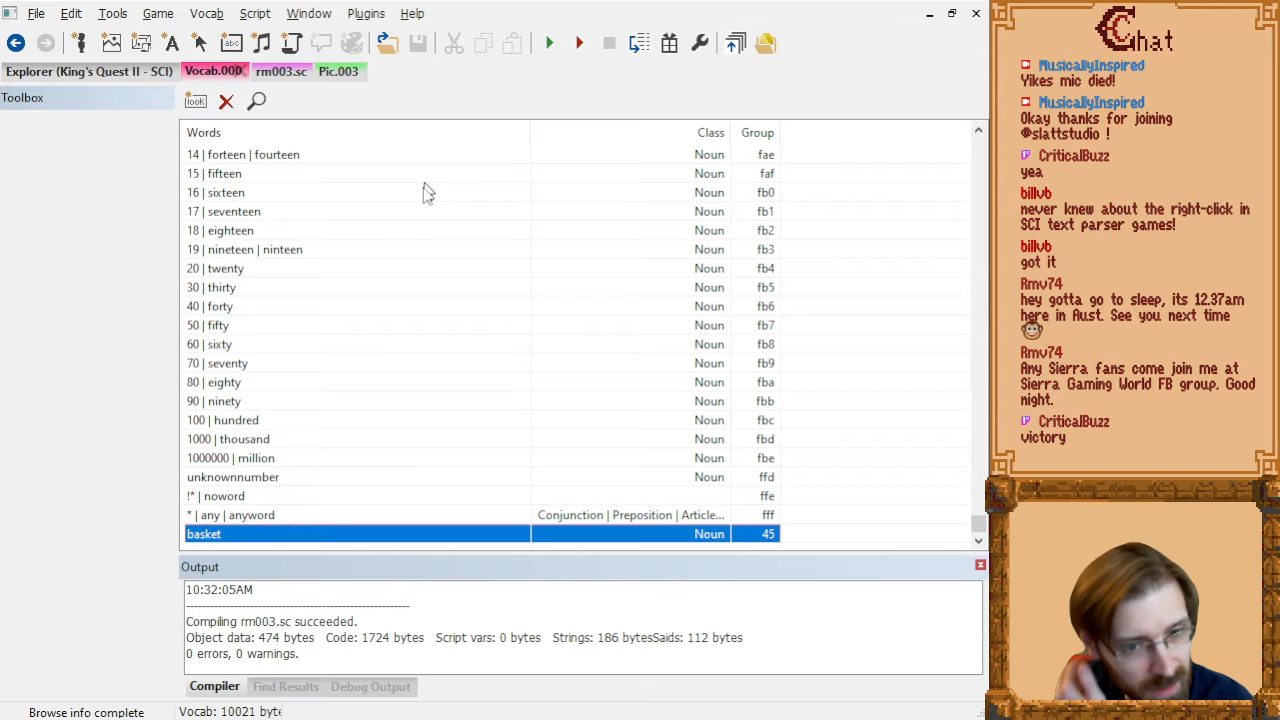 File Edit Tools Game Vocab Script Window Plugins Help
Explorer (King's Quest II - SCI) Vocab.000 rm003.sc Pic.003
Toolbox
look
Words Class Group
14 | forteen | fourteen Noun fae
15 | fifteen Noun faf
16 | sixteen Noun fb0
17 | seventeen Noun fb1
18 | eighteen Noun fb2
19 | nineteen | ninteen Noun fb3
20 | twenty Noun fb4
30 | thirty Noun fb5
40 | forty Noun fb6
50 | fifty Noun fb7
60 | sixty Noun fb8
70 | seventy Noun fb9
80 | eighty Noun fba
90 | ninety Noun fbb
100 | hundred Noun fbc
1000 | thousand Noun fbd
1000000 | million Noun fbe
unknownnumber Noun ffd
!* | noword ffe
* | any | anyword Conjunction | Preposition | Article... fff
basket Noun 45
Output
10:32:05AM
Compiling rm003.sc succeeded.
Object data: 474 bytes Code: 1724 bytes Script vars: 0 bytes Strings: 186 bytesSaids: 112 bytes
0 errors, 0 warnings.
Compiler Find Results Debug Output
Browse info complete Vocab: 10021 byte
Chat
MusicallyInspired
Yikes mic died!
MusicallyInspired
Okay thanks for joining
@slattstudio !
CriticalBuzz
yea
billvb
never knew about the right-click in
SCI text parser games!
billvb
got it
Rmv74
hey gotta go to sleep, its 12.37am
here in Aust. See you next time
Rmv74
Any Sierra fans come join me at
Sierra Gaming World FB group. Good
night.
CriticalBuzz
victory